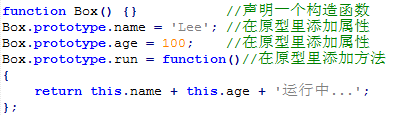 function Box() {}          //声明一个构造函数
Box.prototype.name = 'Lee'; //在原型里添加属性
Box.prototype.age = 100;    //在原型里添加属性
Box.prototype.run = function()//在原型里添加方法
{
    return this.name + this.age + '运行中...';
};